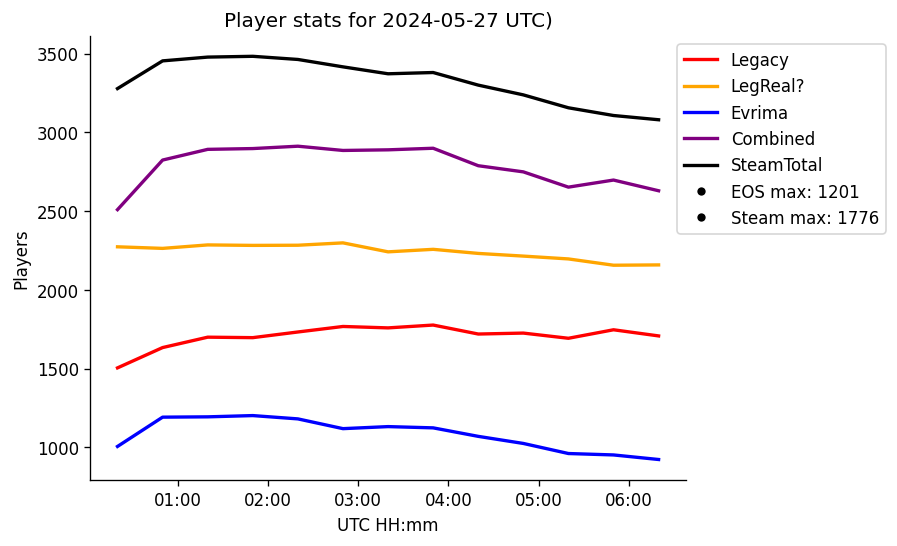 Player stats for 2024-05-27 UTC)
Players
3500
3000
2500
2000
1500
1000
01:00
02:00
03:00
04:00
05:00
06:00
UTC HH:mm
Legacy
LegReal?
Evrima
Combined
SteamTotal
EOS max: 1201
Steam max: 1776